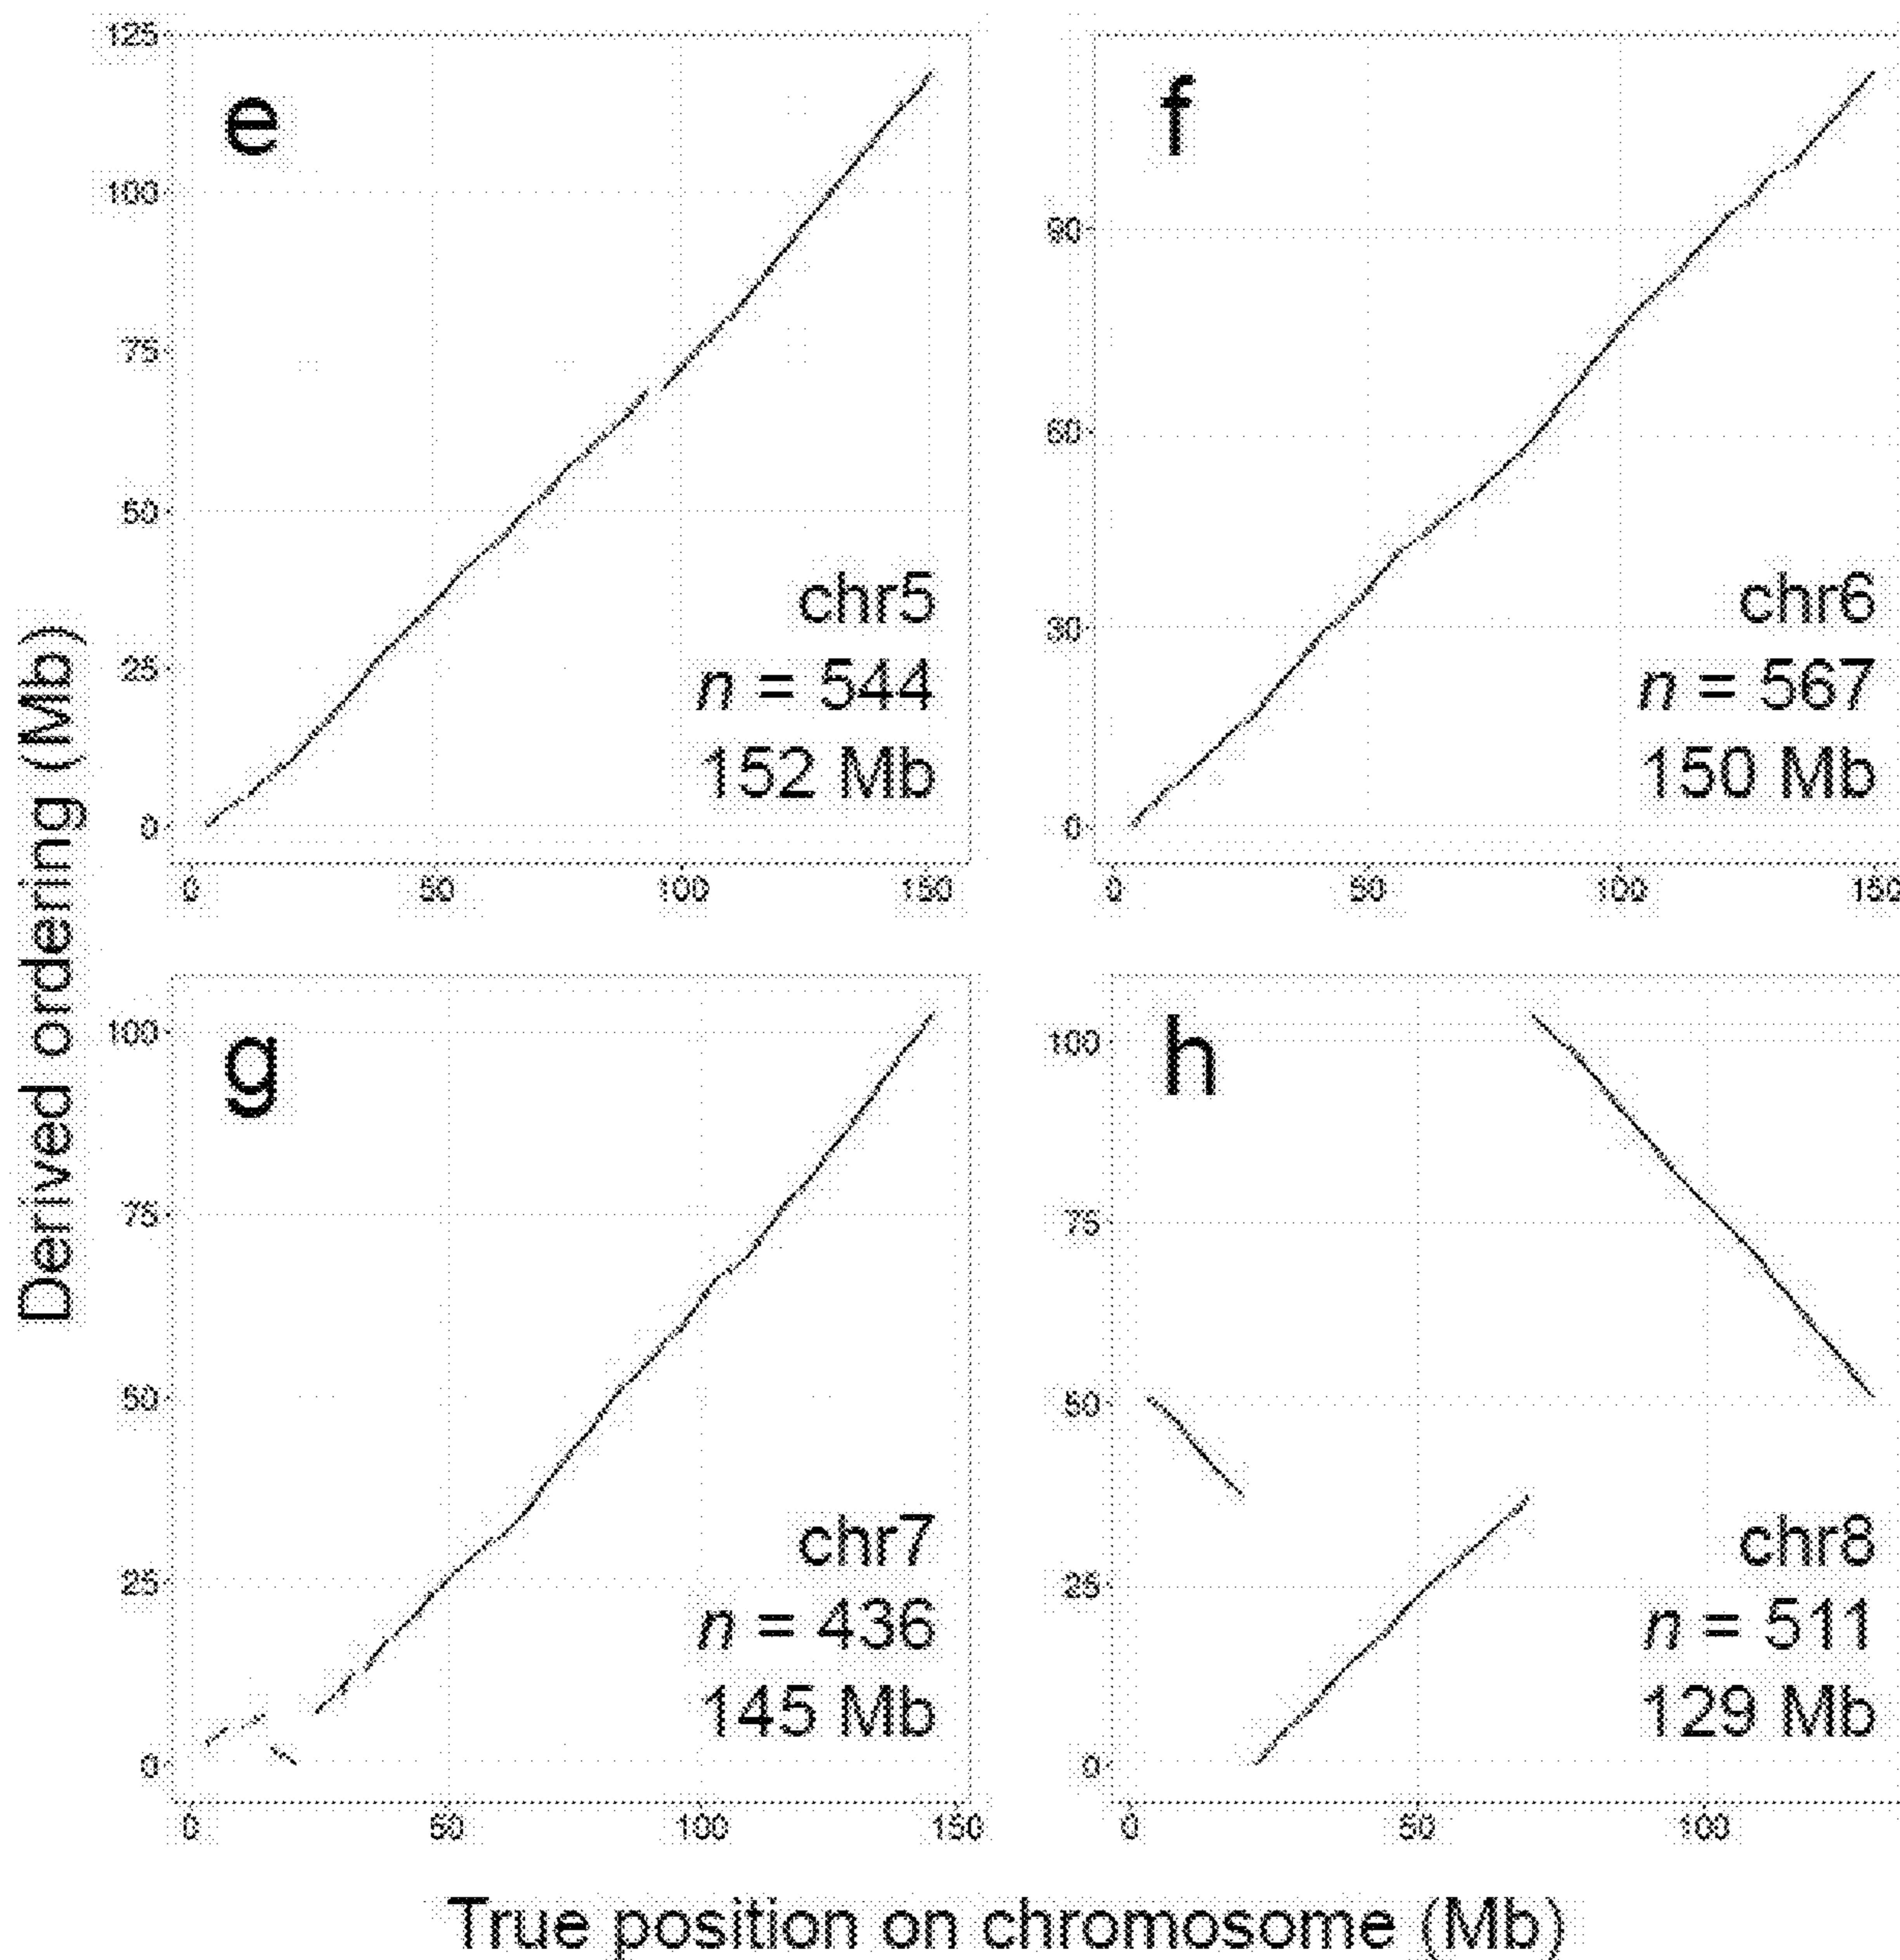 Derived ordering (Mb)
e
125
100
75
50
25
0
chr5
n = 544
152 Mb
0 50 100 150
f
90
60
30
0
chr6
n = 567
150 Mb
0 50 100 150
g
100
75
50
25
0
chr7
n = 436
145 Mb
0 50 100 150
h
100
75
50
25
0
chr8
n = 511
129 Mb
0 50 100
True position on chromosome (Mb)